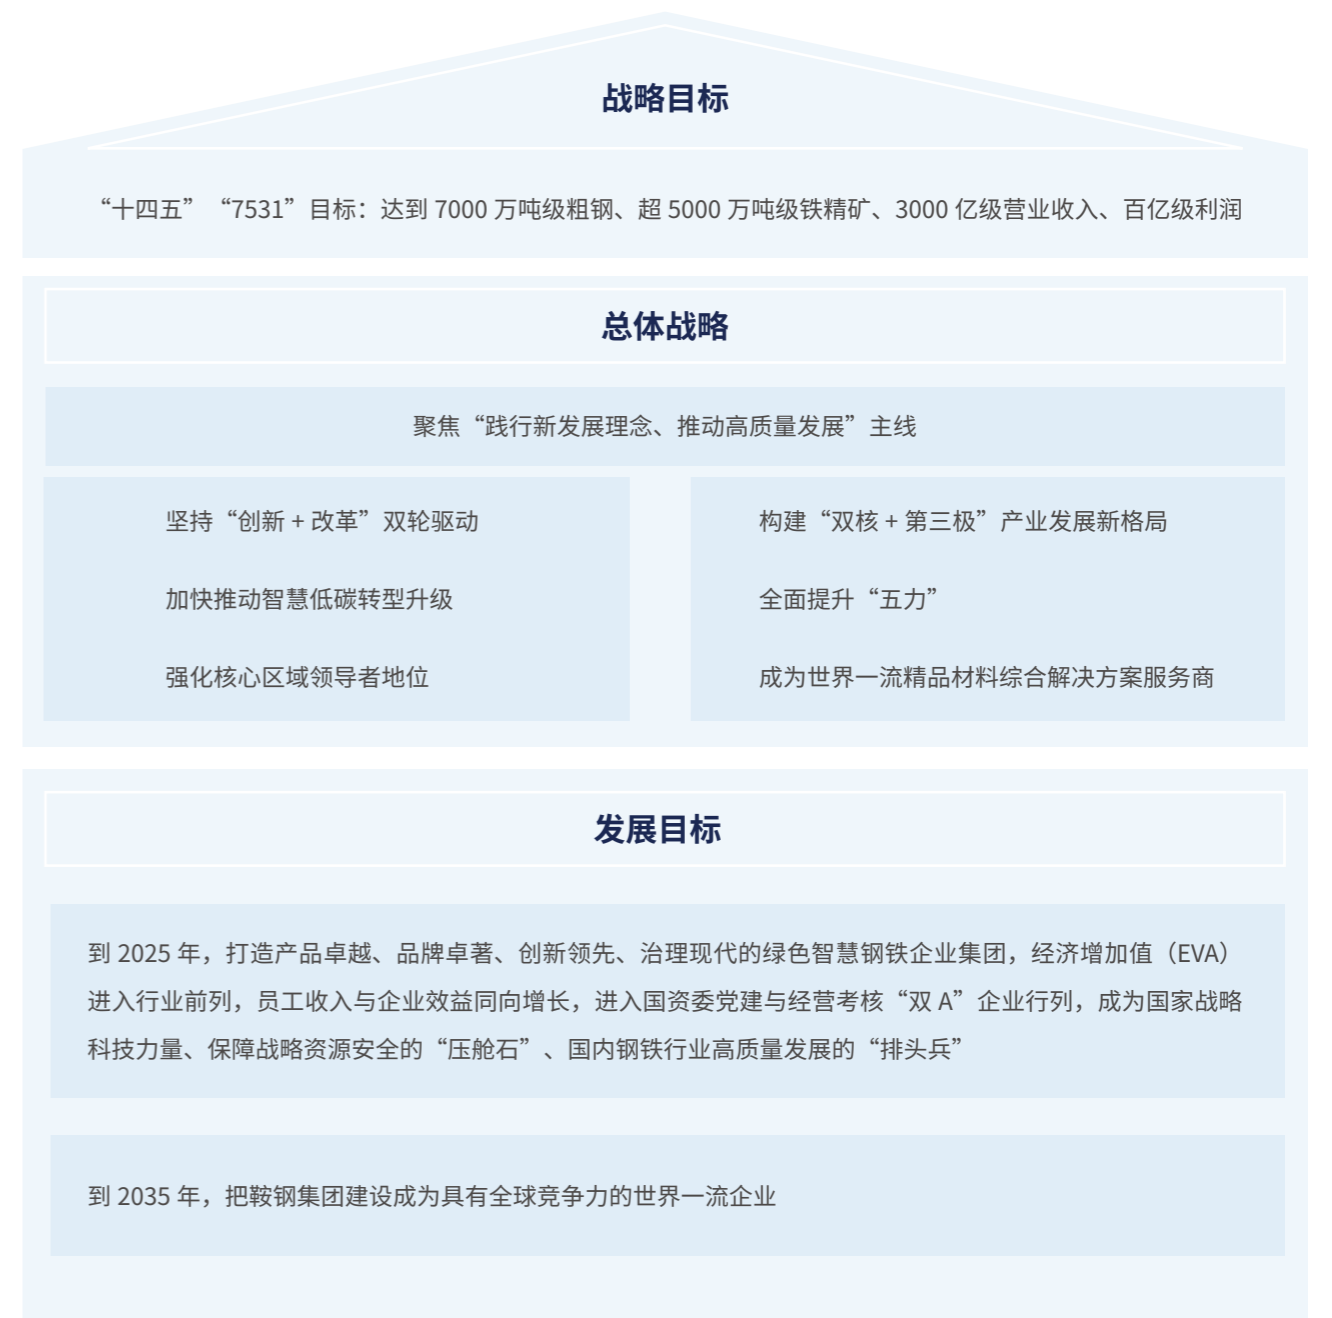 战略目标
“十四五”“7531”目标：达到 7000 万吨级粗钢、超 5000 万吨级铁精矿、3000 亿级营业收入、百亿级利润
总体战略
聚焦“践行新发展理念、推动高质量发展”主线
坚持“创新 + 改革”双轮驱动
加快推动智慧低碳转型升级
强化核心区域领导者地位
构建“双核 + 第三极”产业发展新格局
全面提升“五力”
成为世界一流精品材料综合解决方案服务商
发展目标
到 2025 年，打造产品卓越、品牌卓著、创新领先、治理现代的绿色智慧钢铁企业集团，经济增加值（EVA）
进入行业前列，员工收入与企业效益同向增长，进入国资委党建与经营考核“双 A”企业行列，成为国家战略
科技力量、保障战略资源安全的“压舱石”、国内钢铁行业高质量发展的“排头兵”
到 2035 年，把鞍钢集团建设成为具有全球竞争力的世界一流企业